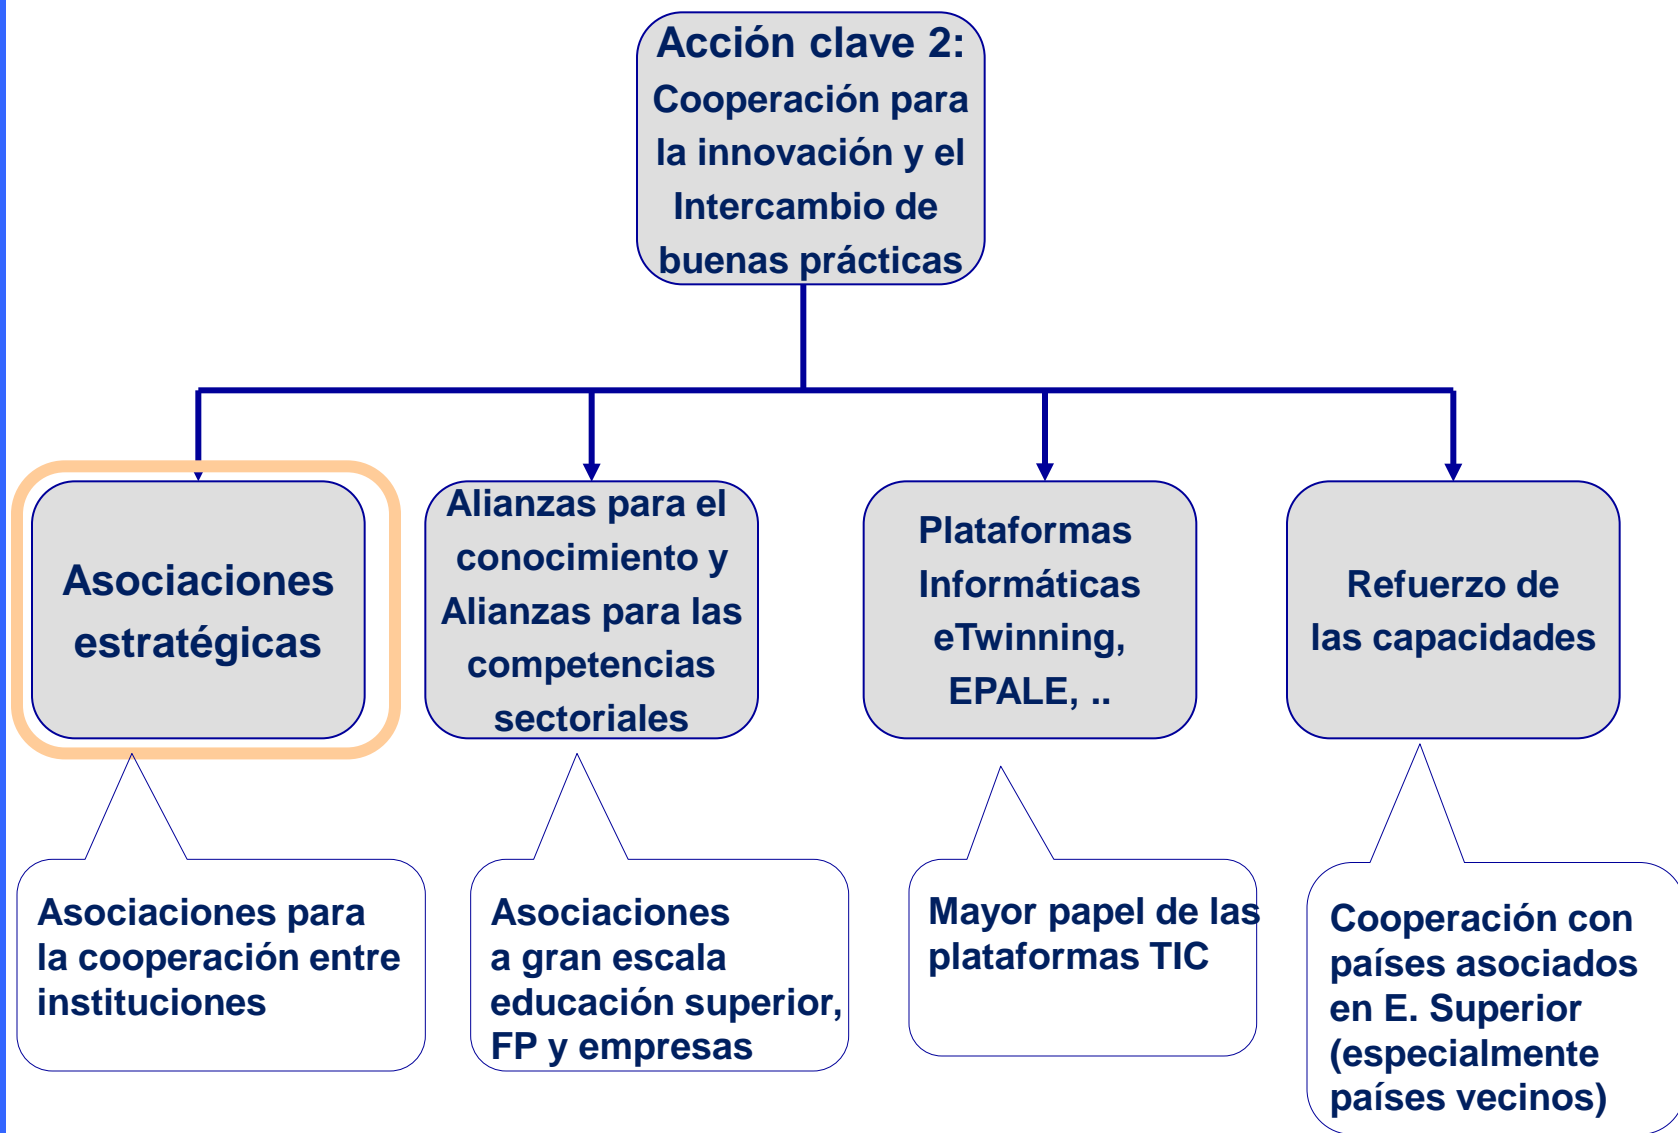 Acción clave 2:
Cooperación para
la innovación y el
Intercambio de
buenas prácticas
Asociaciones
estratégicas
Alianzas para el
conocimiento y
Alianzas para las
competencias
sectoriales
Plataformas
Informáticas
eTwinning,
EPALE, ..
Refuerzo de
las capacidades
Asociaciones para
la cooperación entre
instituciones
Asociaciones
a gran escala
educación superior,
FP y empresas
Mayor papel de las
plataformas TIC
Cooperación con
países asociados
en E. Superior
(especialmente
países vecinos)